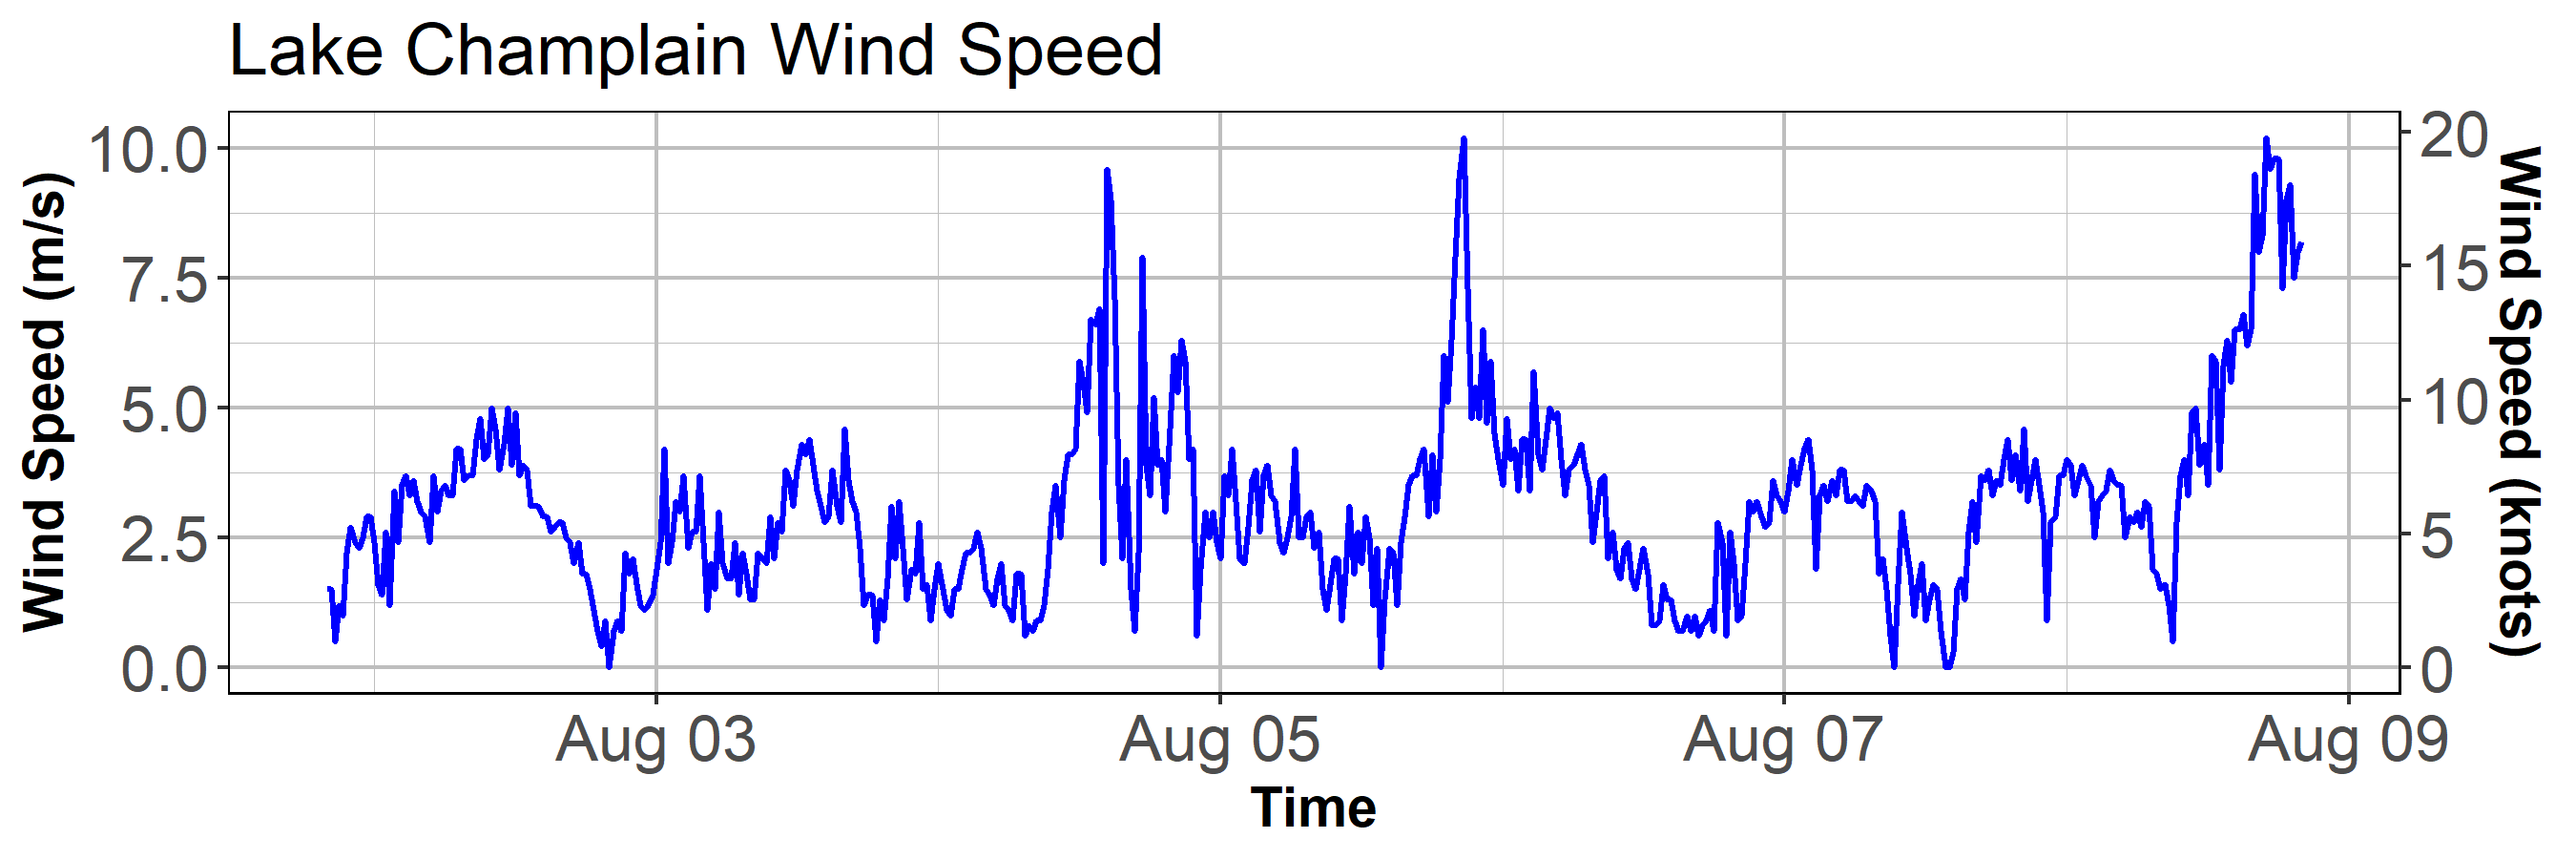 Lake Champlain Wind Speed
Wind Speed (m/s)
10.0
7.5
5.0
2.5
0.0
20
15
10
5
0
Wind Speed (knots)
Aug 03
Aug 05
Aug 07
Aug 09
Time